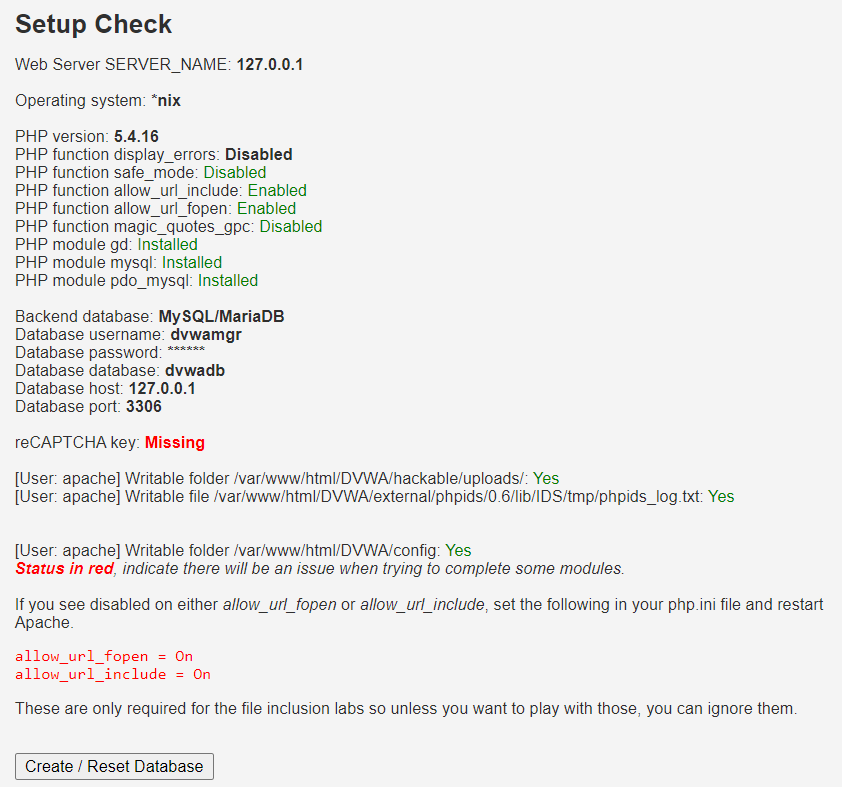 Setup Check
Web Server SERVER_NAME: 127.0.0.1
Operating system: *nix
PHP version: 5.4.16
PHP function display_errors: Disabled
PHP function safe_mode: Disabled
PHP function allow_url_include: Enabled
PHP function allow_url_fopen: Enabled
PHP function magic_quotes_gpc: Disabled
PHP module gd: Installed
PHP module mysql: Installed
PHP module pdo_mysql: Installed
Backend database: MySQL/MariaDB
Database username: dvwamgr
Database password: ******
Database database: dvwadb
Database host: 127.0.0.1
Database port: 3306
reCAPTCHA key: Missing
[User: apache] Writable folder /var/www/html/DVWA/hackable/uploads/: Yes
[User: apache] Writable file /var/www/html/DVWA/external/phpids/0.6/lib/IDS/tmp/phpids_log.txt: Yes
[User: apache] Writable folder /var/www/html/DVWA/config: Yes
Status in red, indicate there will be an issue when trying to complete some modules.
If you see disabled on either allow_url_fopen or allow_url_include, set the following in your php.ini file and restart
Apache.
allow_url_fopen = On
allow_url_include = On
These are only required for the file inclusion labs so unless you want to play with those, you can ignore them.
Create / Reset Database